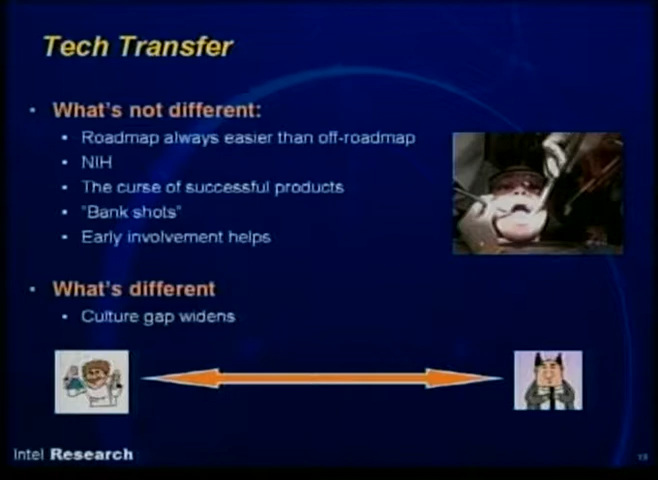 Tech Transfer
What's not different:
Roadmap always easier than off-roadmap
NIH
The curse of successful products
"Bank shots"
Early involvement helps
What's different
Culture gap widens
Intel Research